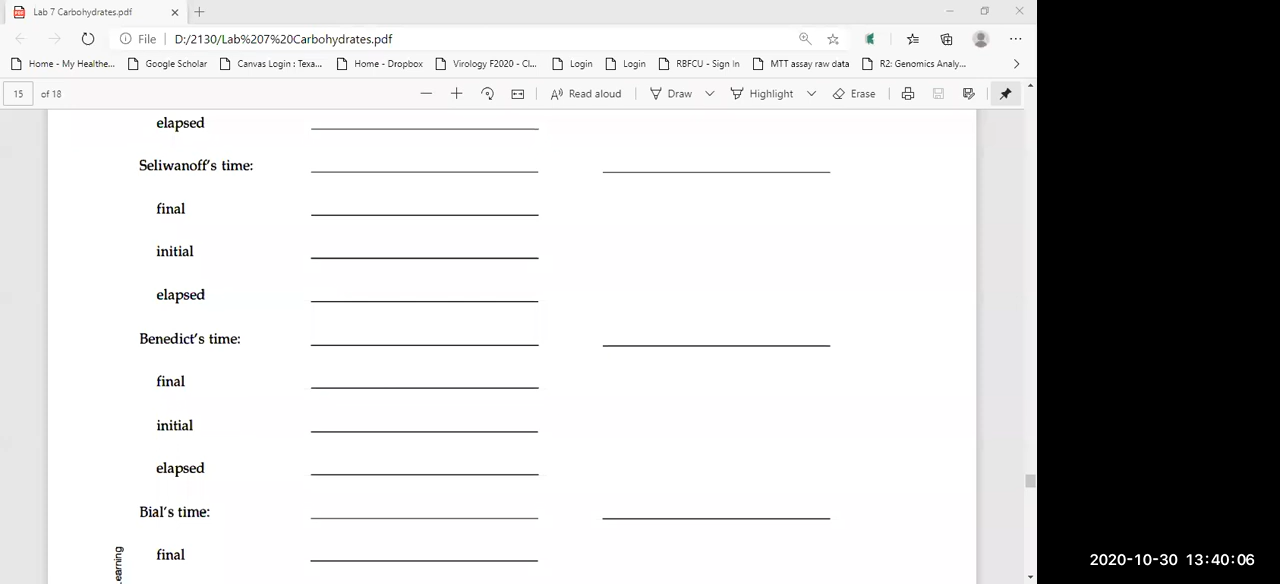 Lab 7 Carbohydrates.pdf
File
D:/2130/Lab%207%20Carbohydrates.pdf
Home - My Healthe... Google Scholar Canvas Login : Texa... Home - Dropbox Virology F2020 - Cl... Login Login RBFCU - Sign In MTT assay raw data R2: Genomics Analy...
15 of 18 Read aloud Draw Highlight Erase
elapsed
Seliwanoff's time:
final
initial
elapsed
Benedict's time:
final
initial
elapsed
Bial's time:
final
Learning
2020-10-30 13:40:06